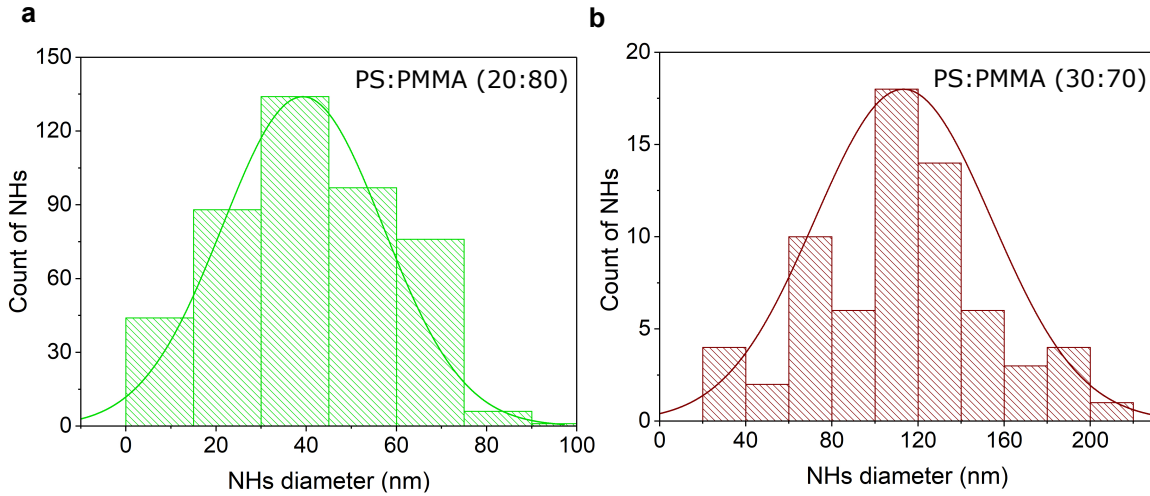 a
PS:PMMA (20:80)
Count of NHs
150
120
90
60
30
0
0 20 40 60 80 100
NHs diameter (nm)
b
PS:PMMA (30:70)
Count of NHs
20
15
10
5
0
0 40 80 120 160 200
NHs diameter (nm)